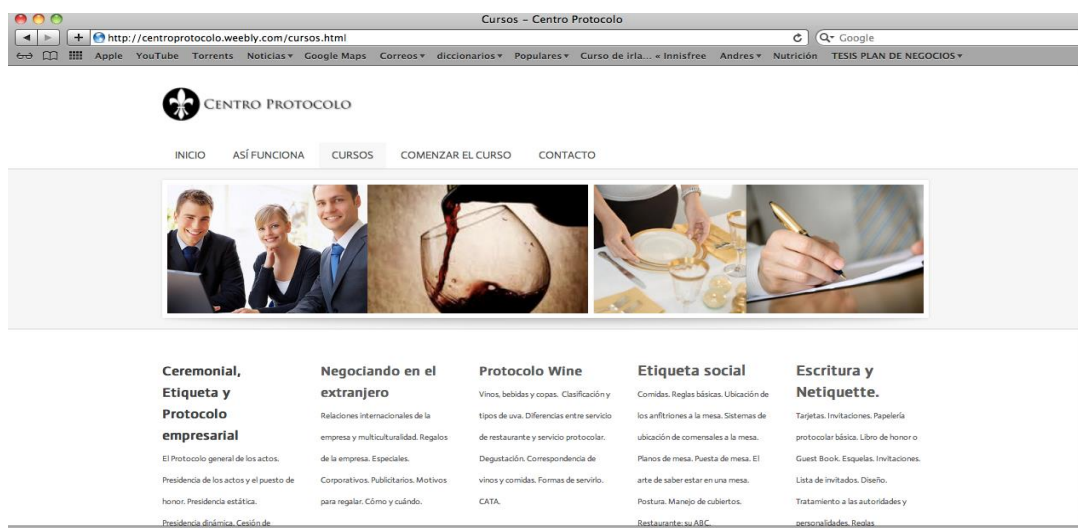 Cursos – Centro Protocolo
http://centroprotocolo.weebly.com/cursos.html
Google
Apple YouTube Torrents Noticias Google Maps Correos diccionarios Populares Curso de irla... « Innisfree Andres Nutrición TESIS PLAN DE NEGOCIOS
CENTRO PROTOCOLO
INICIO ASÍ FUNCIONA CURSOS COMENZAR EL CURSO CONTACTO
Ceremonial,
Etiqueta y
Protocolo
empresarial
El Protocolo general de los actos.
Presidencia de los actos y el puesto de
honor. Presidencia estática.
Presidencia dinámica. Cesión de
Negociando en el
extranjero
Relaciones internacionales de la
empresa y multiculturalidad. Regalos
de la empresa. Especiales.
Corporativos. Publicitarios. Motivos
para regalar. Cómo y cuándo.
Protocolo Wine
Vinos, bebidas y copas. Clasificación y
tipos de uva. Diferencias entre servicio
de restaurante y servicio protocolar.
Degustación. Correspondencia de
vinos y comidas. Formas de servirlo.
CATA.
Etiqueta social
Comidas. Reglas básicas. Ubicación de
los anfitriones a la mesa. Sistemas de
ubicación de comensales a la mesa.
Planos de mesa. Puesta de mesa. El
arte de saber estar en una mesa.
Postura. Manejo de cubiertos.
Restaurante: su ABC.
Escritura y
Netiquette.
Tarjetas. Invitaciones. Papelería
protocolar básica. Libro de honor o
Guest Book. Esquelas. Invitaciones.
Lista de invitados. Diseño.
Tratamiento a las autoridades y
personalidades. Reglas